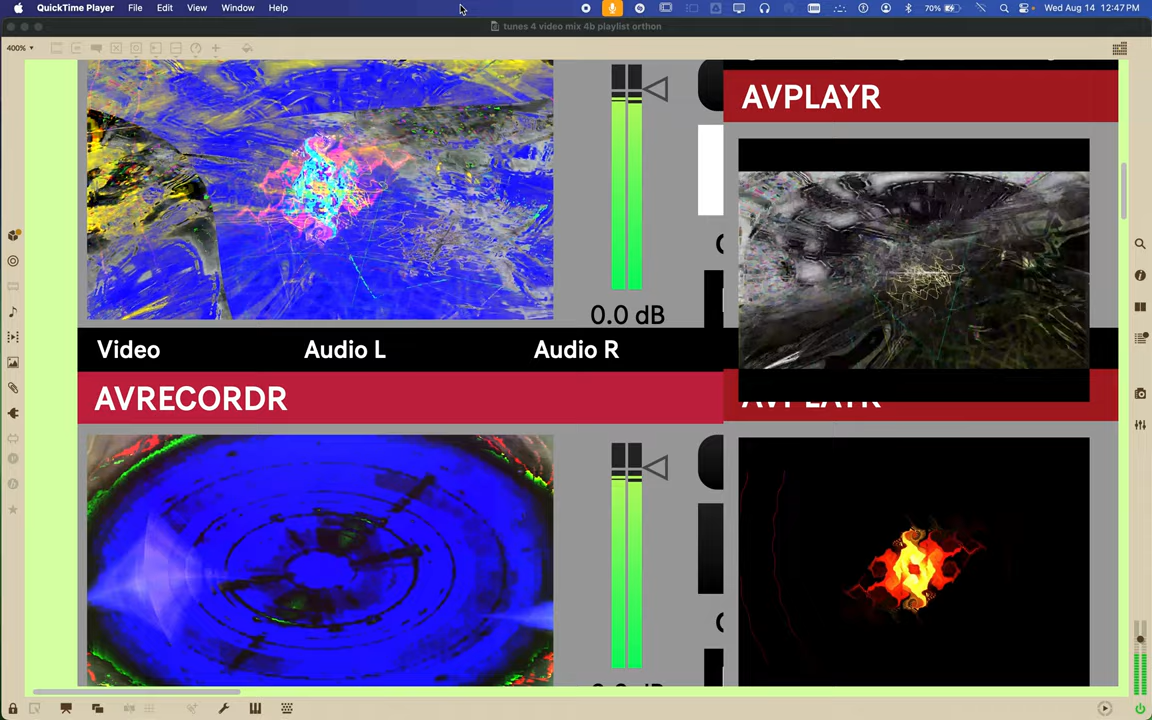 QuickTime Player File Edit View Window Help 70% Wed Aug 14 12:47 PM
tunes 4 video mix 4b playlist orthon
400%
AVPLAYR
0.0 dB
Video Audio L Audio R
AVRECORDR